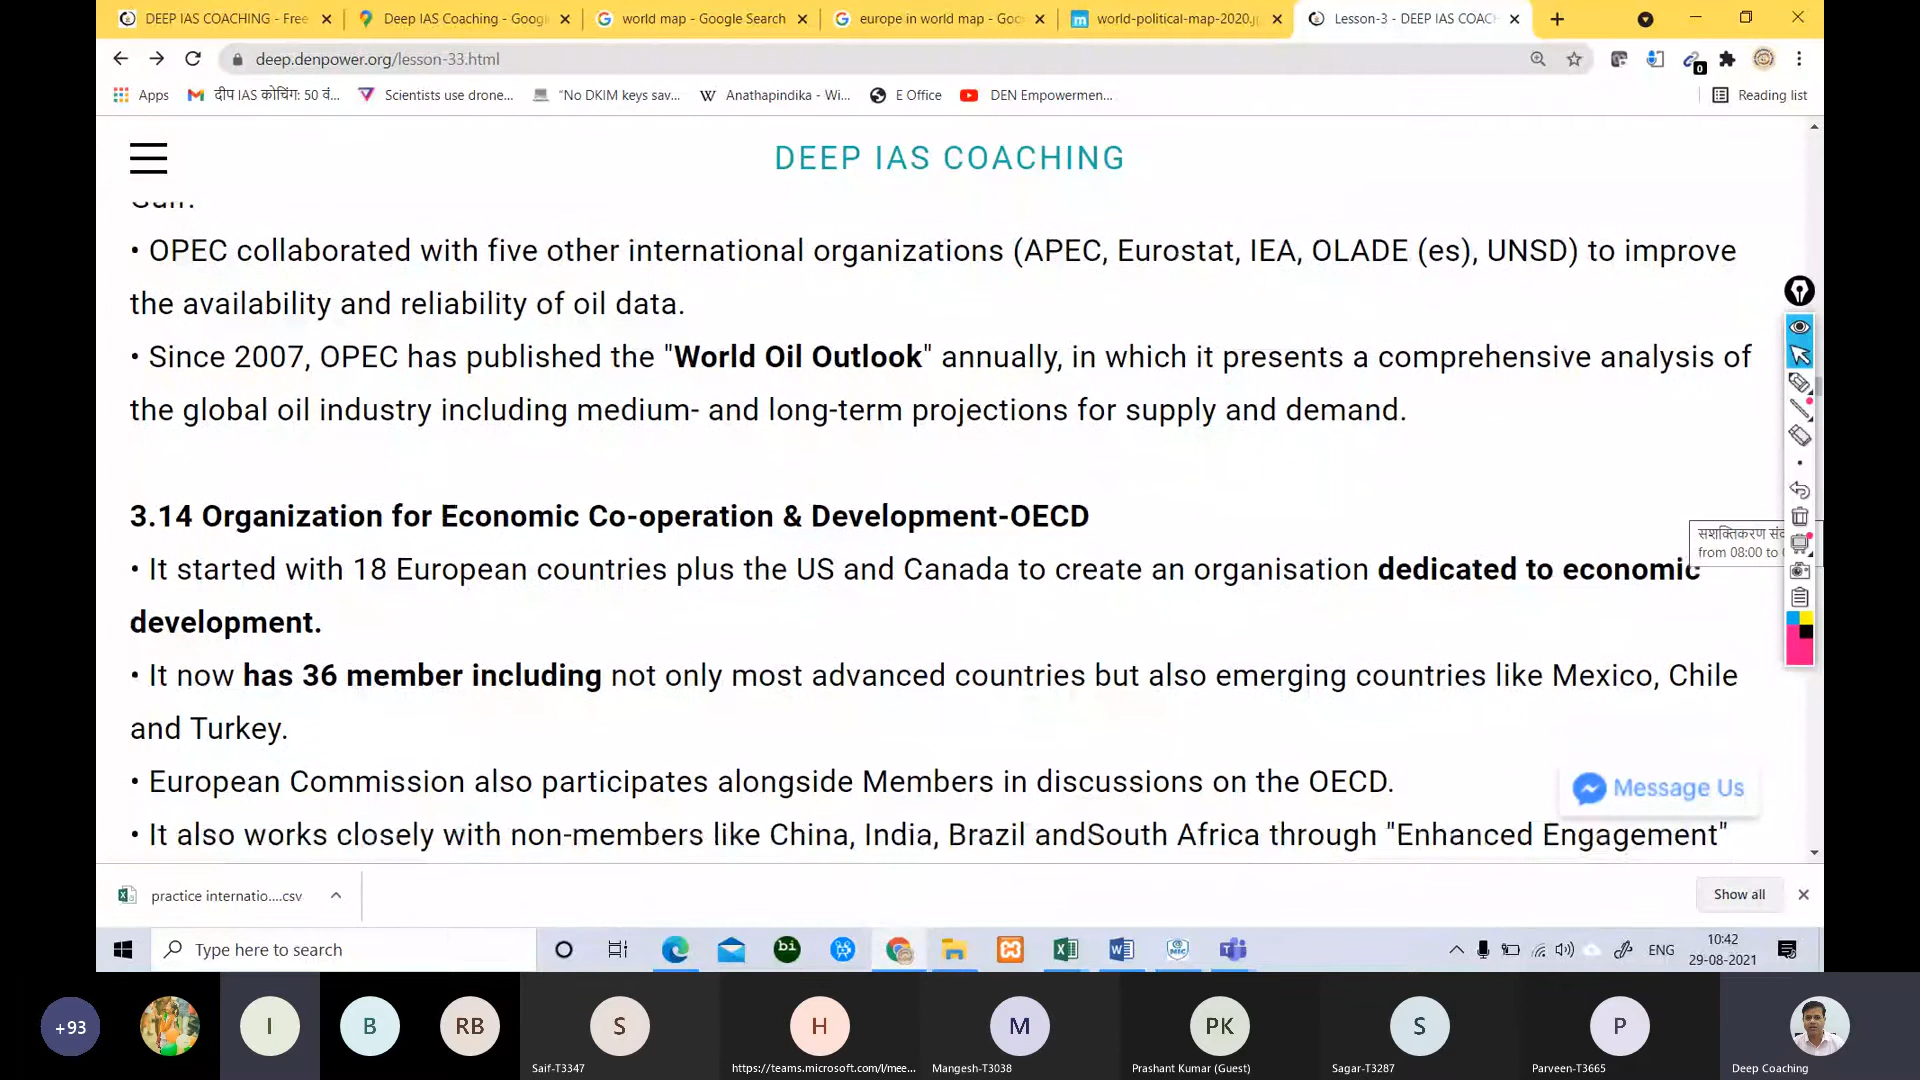 DEEP IAS COACHING - Free
Deep IAS Coaching - Googl
world map - Google Search
europe in world map - Goo
world-political-map-2020.j
Lesson-3 - DEEP IAS COACH
deep.denpower.org/lesson-33.html
Apps
दीप IAS कोचिंग: 50 वं...
Scientists use drone...
"No DKIM keys sav...
Anathapindika - Wi...
E Office
DEN Empowermen...
Reading list
DEEP IAS COACHING
Gulf.
• OPEC collaborated with five other international organizations (APEC, Eurostat, IEA, OLADE (es), UNSD) to improve
the availability and reliability of oil data.
• Since 2007, OPEC has published the "World Oil Outlook" annually, in which it presents a comprehensive analysis of
the global oil industry including medium- and long-term projections for supply and demand.
3.14 Organization for Economic Co-operation & Development-OECD
सशक्तिकरण सं
from 08:00 to
• It started with 18 European countries plus the US and Canada to create an organisation dedicated to economic
development.
• It now has 36 member including not only most advanced countries but also emerging countries like Mexico, Chile
and Turkey.
• European Commission also participates alongside Members in discussions on the OECD.
Message Us
• It also works closely with non-members like China, India, Brazil andSouth Africa through "Enhanced Engagement"
practice internatio....csv
Show all
Type here to search
bi
ENG
10:42
29-08-2021
+93
I
B
RB
S
H
M
PK
S
P
Saif-T3347
https://teams.microsoft.com/l/mee...
Mangesh-T3038
Prashant Kumar (Guest)
Sagar-T3287
Parveen-T3665
Deep Coaching